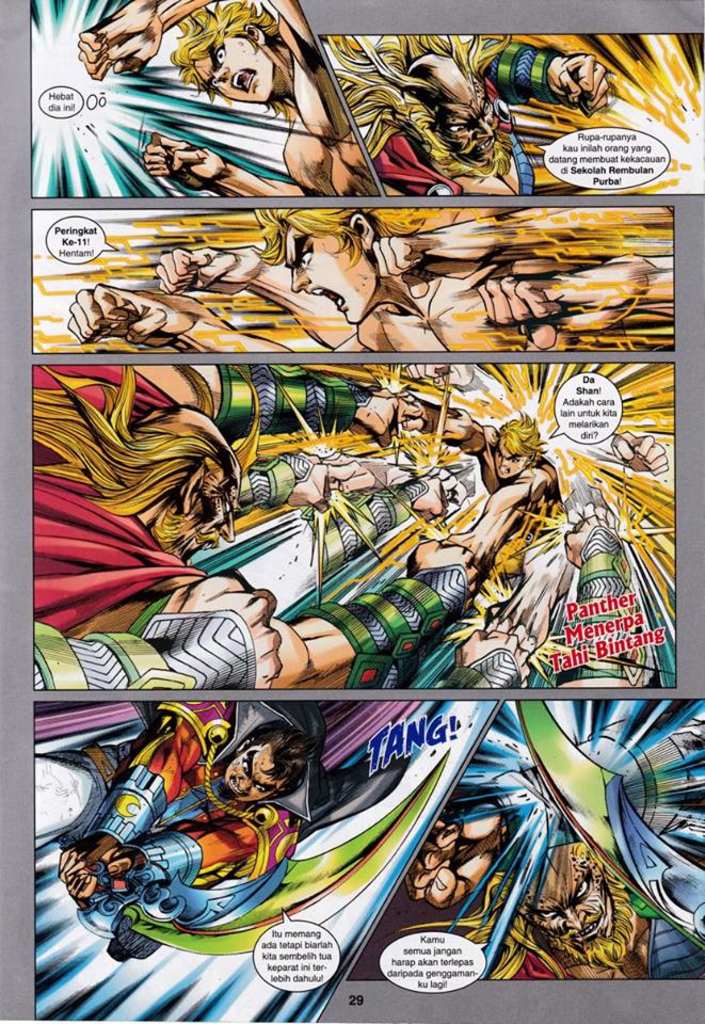 Hebat
dia ini!
Rupa-rupanya
kau inilah orang yang
datang membuat kekacauan
di Sekolah Rembulan
Purba!
Peringkat
Ke-11!
Hentam!
Da
Shan!
Adakah cara
lain untuk kita
melarikan
diri?
Panther
Menerpa
Tahi Bintang
TANG!
Itu memang
ada tetapi biarlah
kita sembelih tua
keparat ini ter-
lebih dahulu!
Kamu
semua jangan
harap akan terlepas
daripada genggaman-
ku lagi!
29